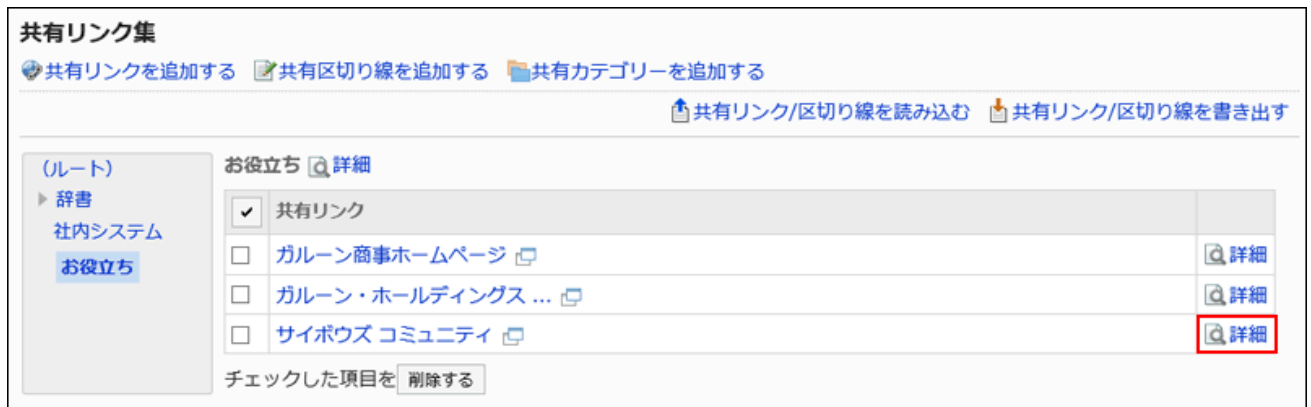 共有リンク集
共有リンクを追加する 共有区切り線を追加する 共有カテゴリーを追加する
共有リンク/区切り線を読み込む 共有リンク/区切り線を書き出す
(ルート)
辞書
社内システム
お役立ち
お役立ち 詳細
共有リンク
ガルーン商事ホームページ 詳細
ガルーン・ホールディングス ... 詳細
サイボウズ コミュニティ 詳細
チェックした項目を 削除する